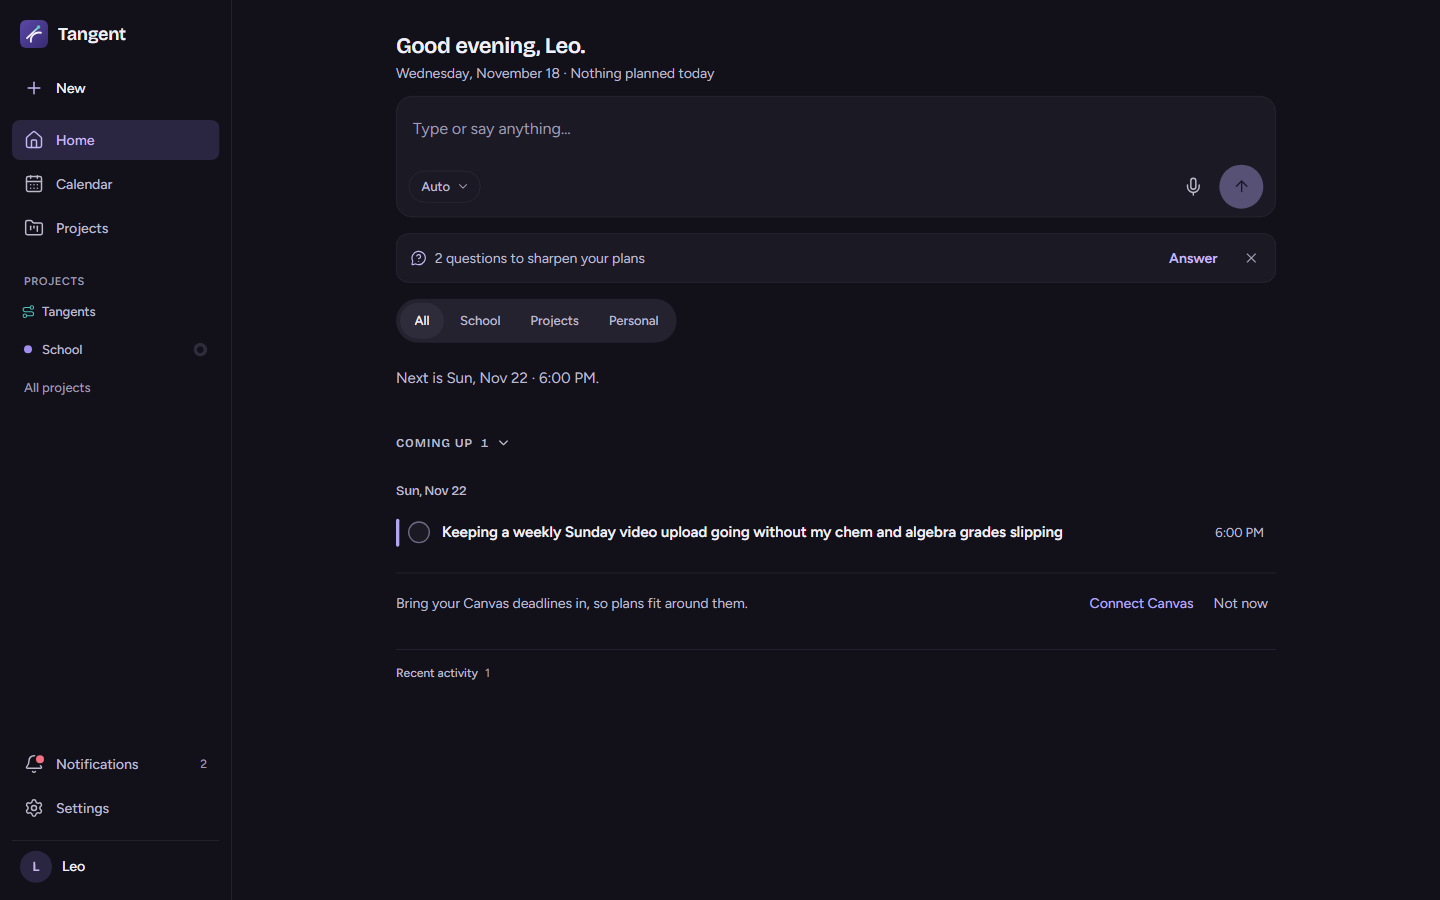 Tangent
New
Home
Calendar
Projects
PROJECTS
Tangents
School
All projects
Notifications 2
Settings
L Leo
Good evening, Leo.
Wednesday, November 18 · Nothing planned today
Type or say anything...
Auto
2 questions to sharpen your plans Answer
All School Projects Personal
Next is Sun, Nov 22 · 6:00 PM.
COMING UP 1
Sun, Nov 22
Keeping a weekly Sunday video upload going without my chem and algebra grades slipping 6:00 PM
Bring your Canvas deadlines in, so plans fit around them. Connect Canvas Not now
Recent activity 1